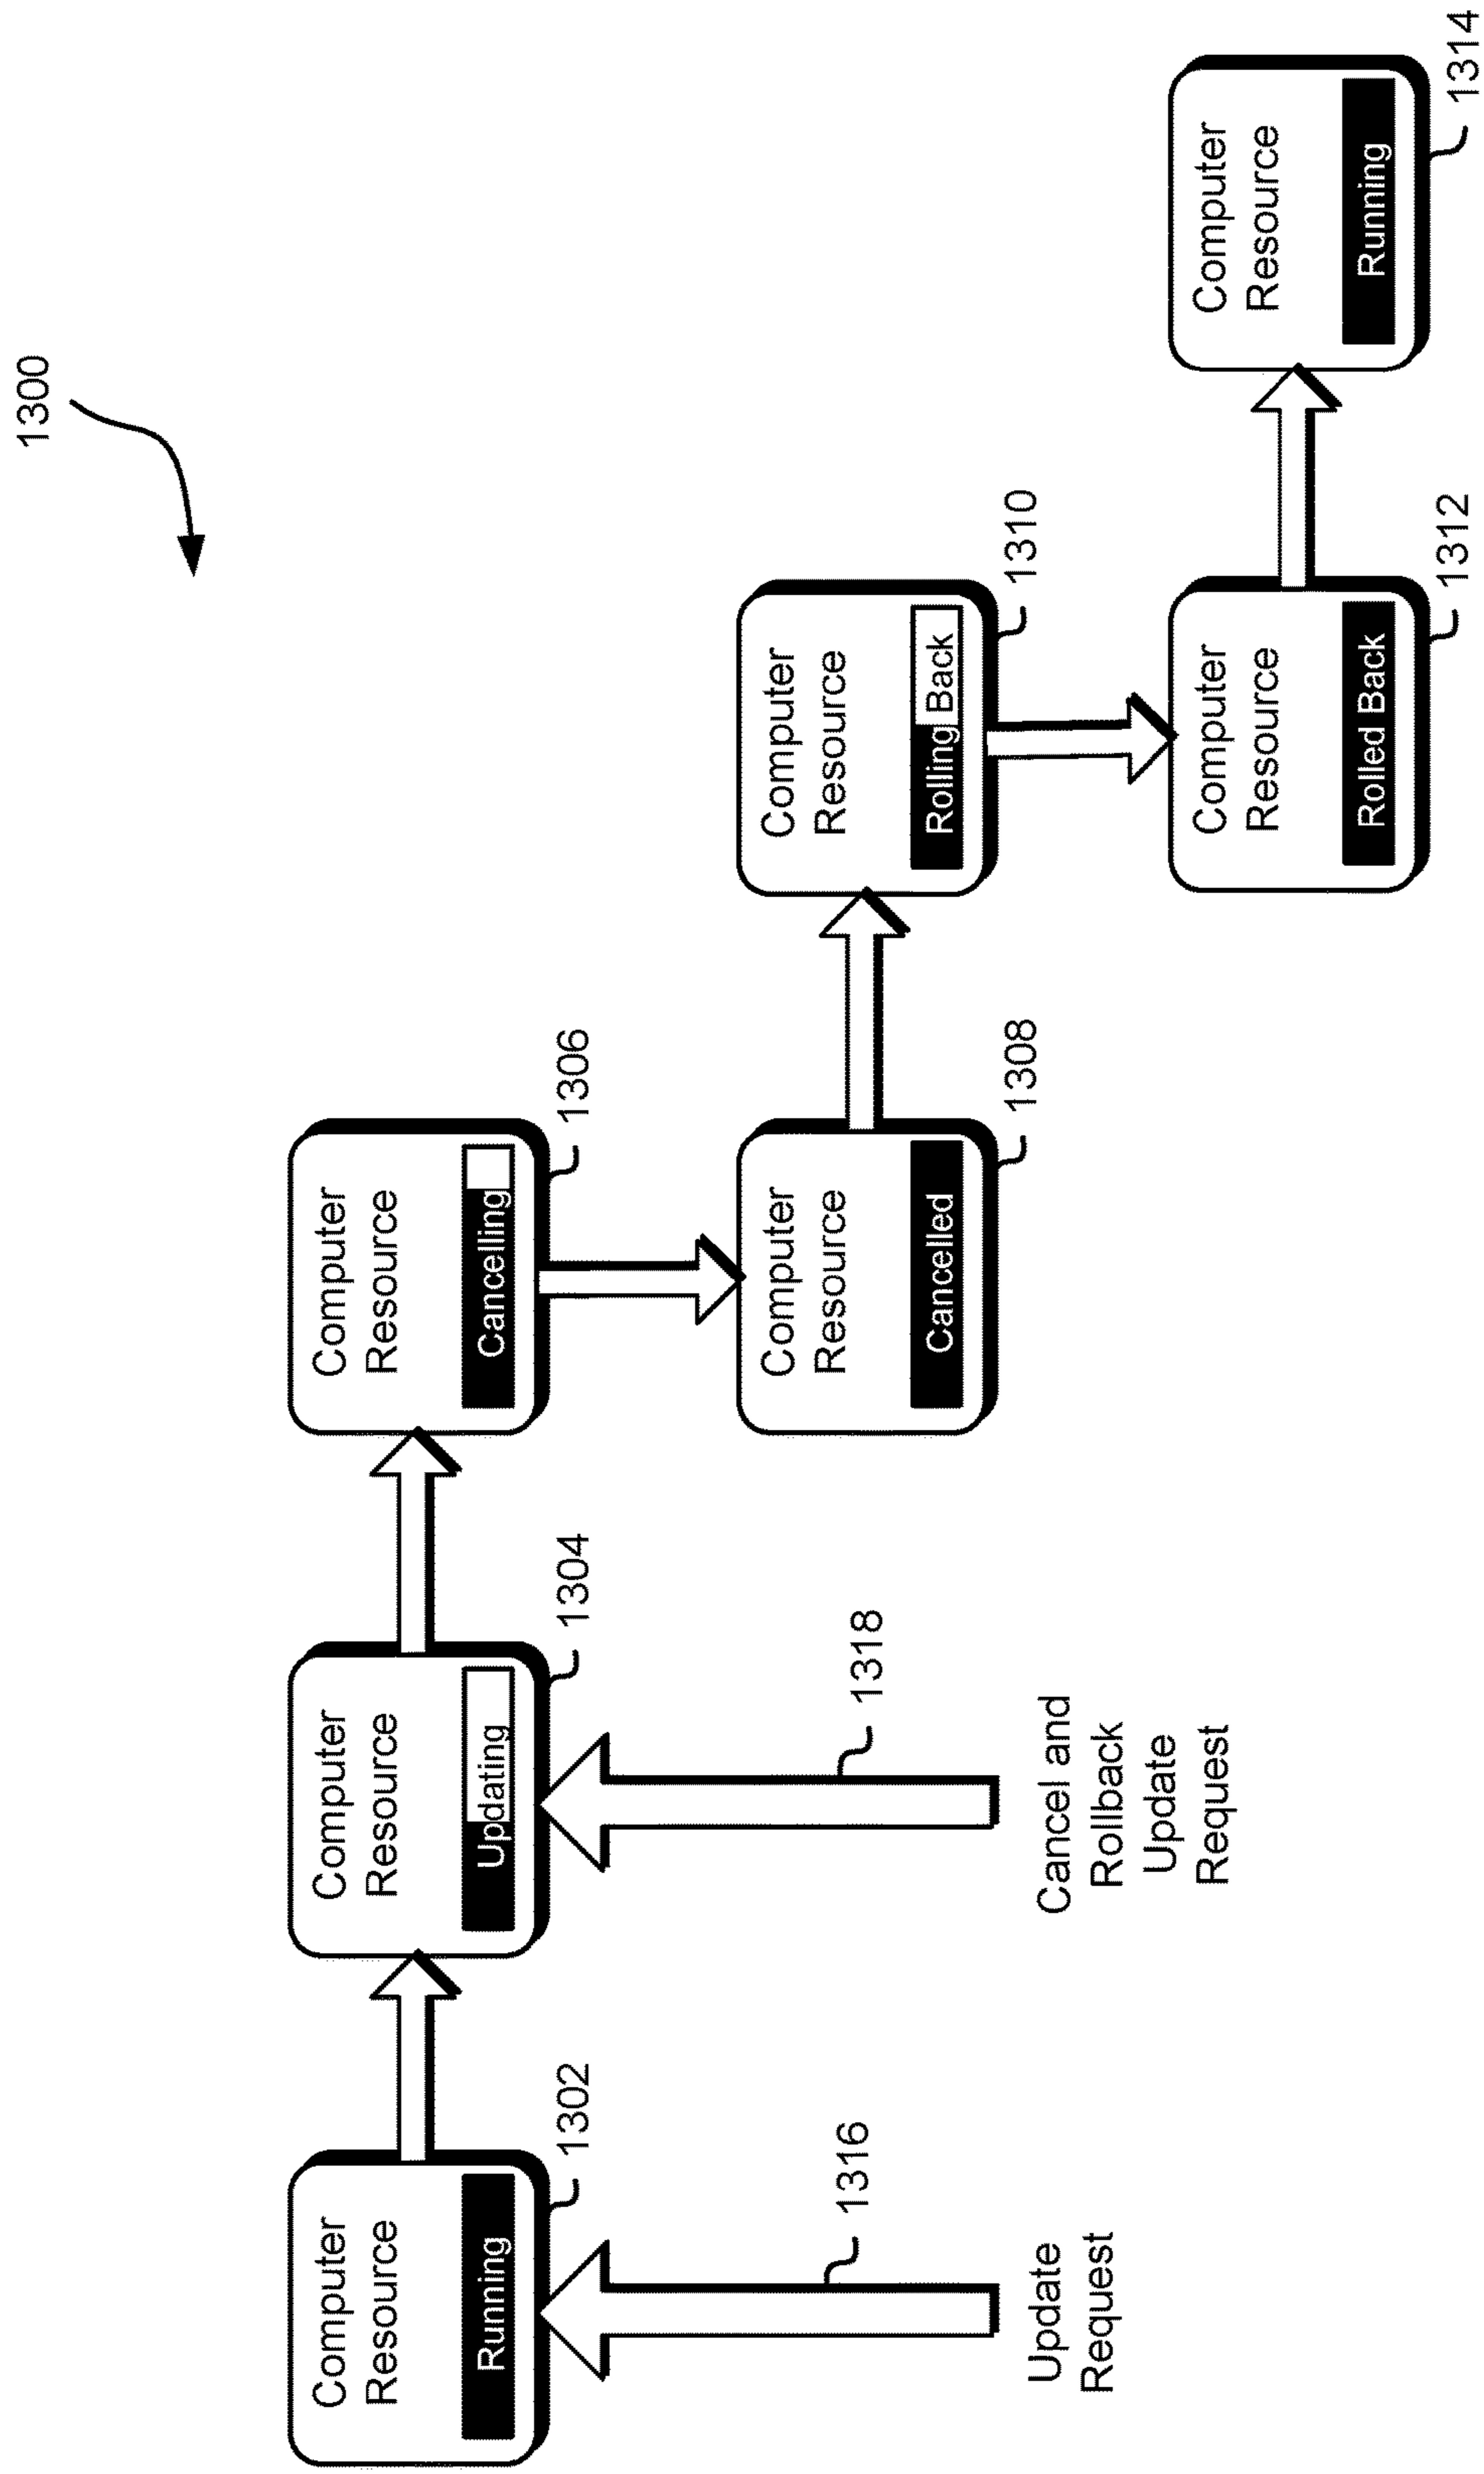 1300
Computer
Resource
Running
1302
Computer
Resource
Updating
1304
Computer
Resource
Cancelling
1306
Update
Request
1316
Cancel and
Rollback
Update
Request
1318
Computer
Resource
Cancelled
1308
Computer
Resource
Rolling Back
1310
Computer
Resource
Rolled Back
1312
Computer
Resource
Running
1314